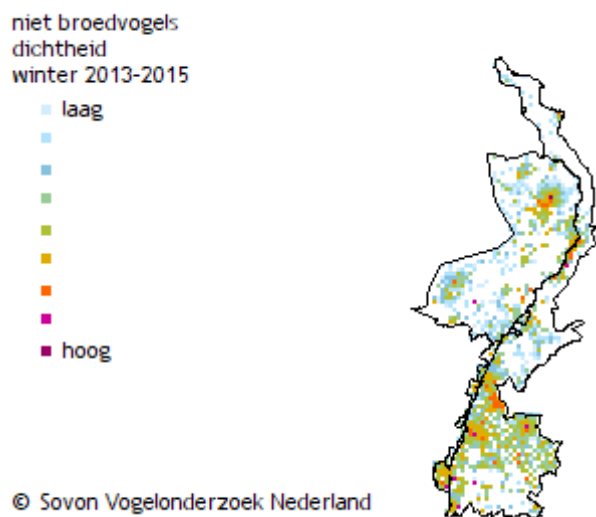 niet broedvogels
dichtheid
winter 2013-2015
laag
hoog
© Sovon Vogelonderzoek Nederland